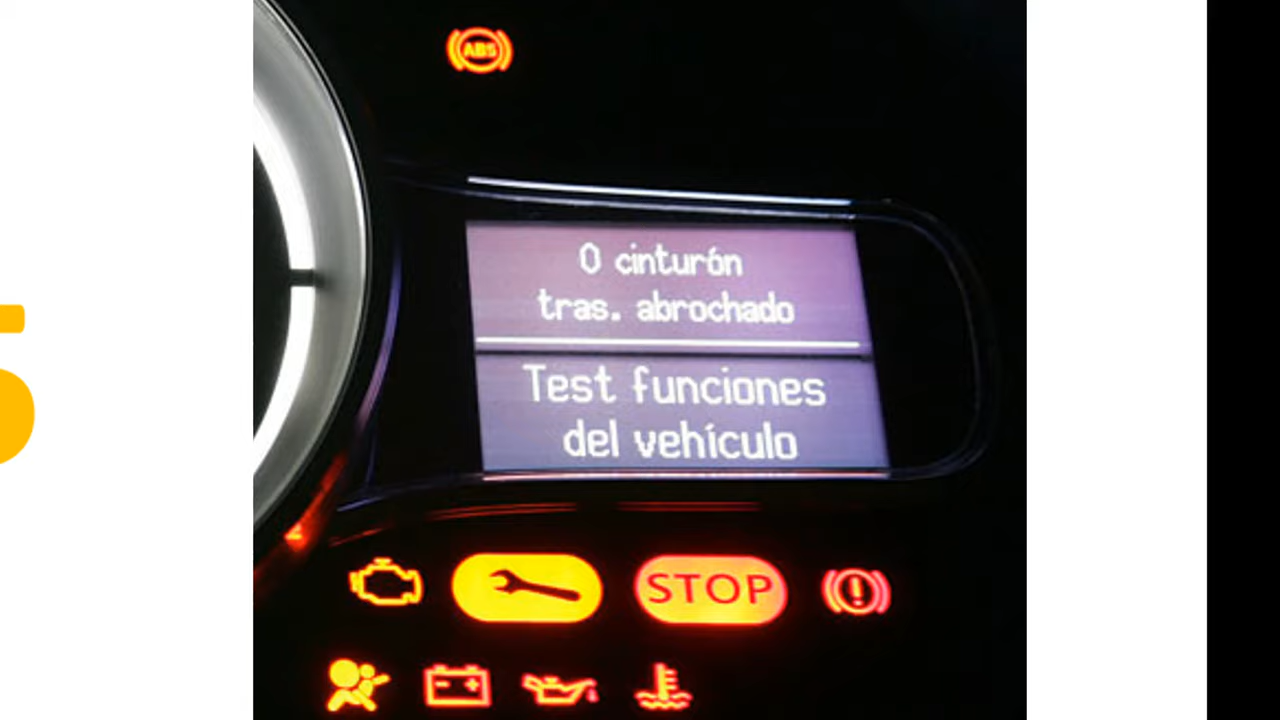 ABS
0 cinturón
tras. abrochado
Test funciones
del vehículo
STOP